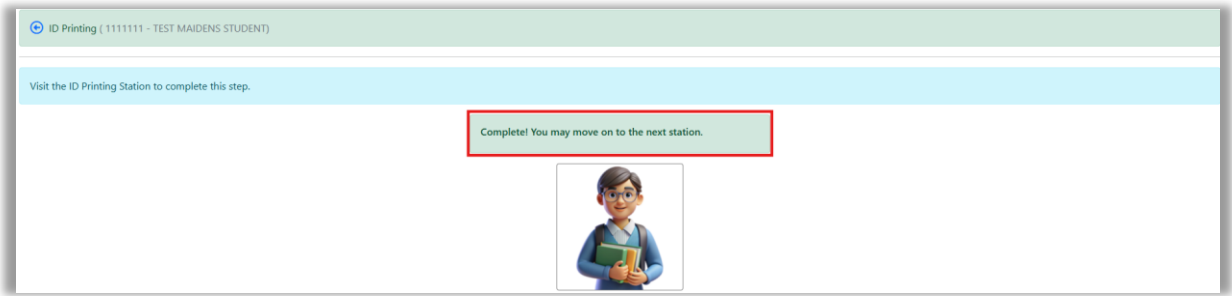 ID Printing ( 1111111 - TEST MAIDENS STUDENT)
Visit the ID Printing Station to complete this step.
Complete! You may move on to the next station.